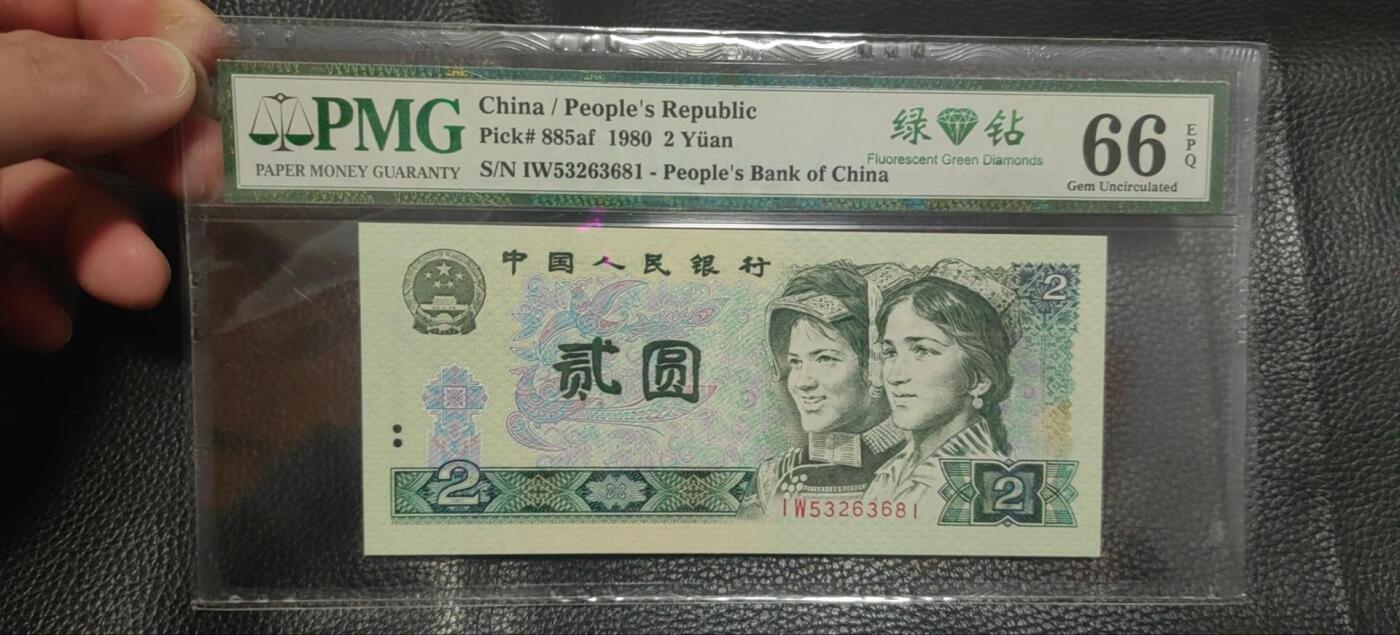 PMG
PAPER MONEY GUARANTY
China / People's Republic
Pick# 885af 1980 2 Yüan
S/N IW53263681 - People's Bank of China
绿 钻
Fluorescent Green Diamonds
66
EPQ
Gem Uncirculated
中国人民银行
2
贰圆
2
IW53263681
2